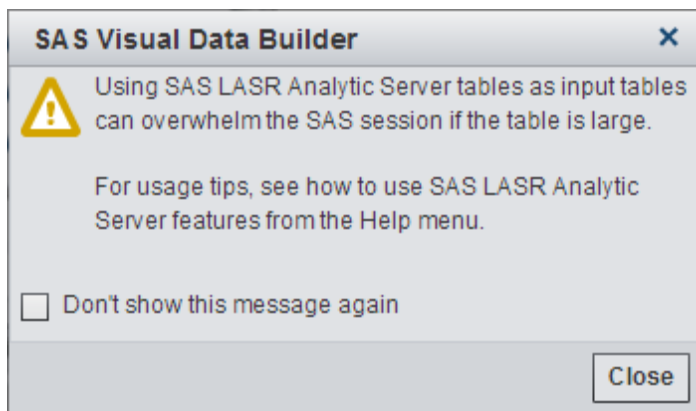 SAS Visual Data Builder
Using SAS LASR Analytic Server tables as input tables
can overwhelm the SAS session if the table is large.
For usage tips, see how to use SAS LASR Analytic
Server features from the Help menu.
Don't show this message again
Close